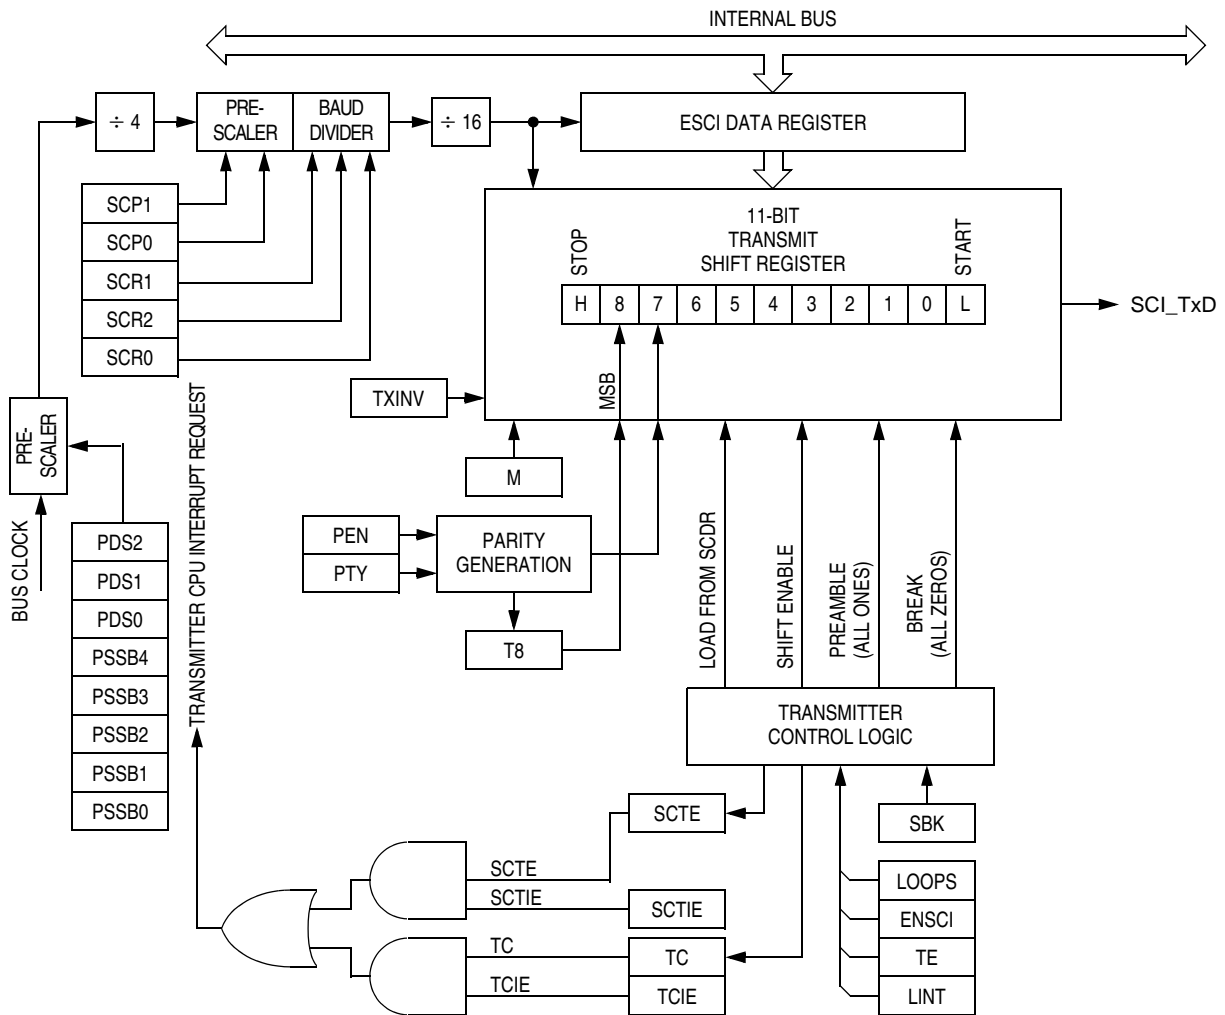 INTERNAL BUS
÷ 4
PRE-
SCALER
BAUD
DIVIDER
÷ 16
ESCI DATA REGISTER
SCP1
SCP0
SCR1
SCR2
SCR0
11-BIT
TRANSMIT
SHIFT REGISTER
STOP
START
H 8 7 6 5 4 3 2 1 0 L
SCI_TxD
TXINV
MSB
M
PRE-
SCALER
BUS CLOCK
TRANSMITTER CPU INTERRUPT REQUEST
PDS2
PDS1
PDS0
PSSB4
PSSB3
PSSB2
PSSB1
PSSB0
PEN
PTY
PARITY
GENERATION
T8
LOAD FROM SCDR
SHIFT ENABLE
PREAMBLE
(ALL ONES)
BREAK
(ALL ZEROS)
TRANSMITTER
CONTROL LOGIC
SCTE
SBK
SCTE
SCTIE
SCTIE
TC
TC
TCIE
TCIE
LOOPS
ENSCI
TE
LINT